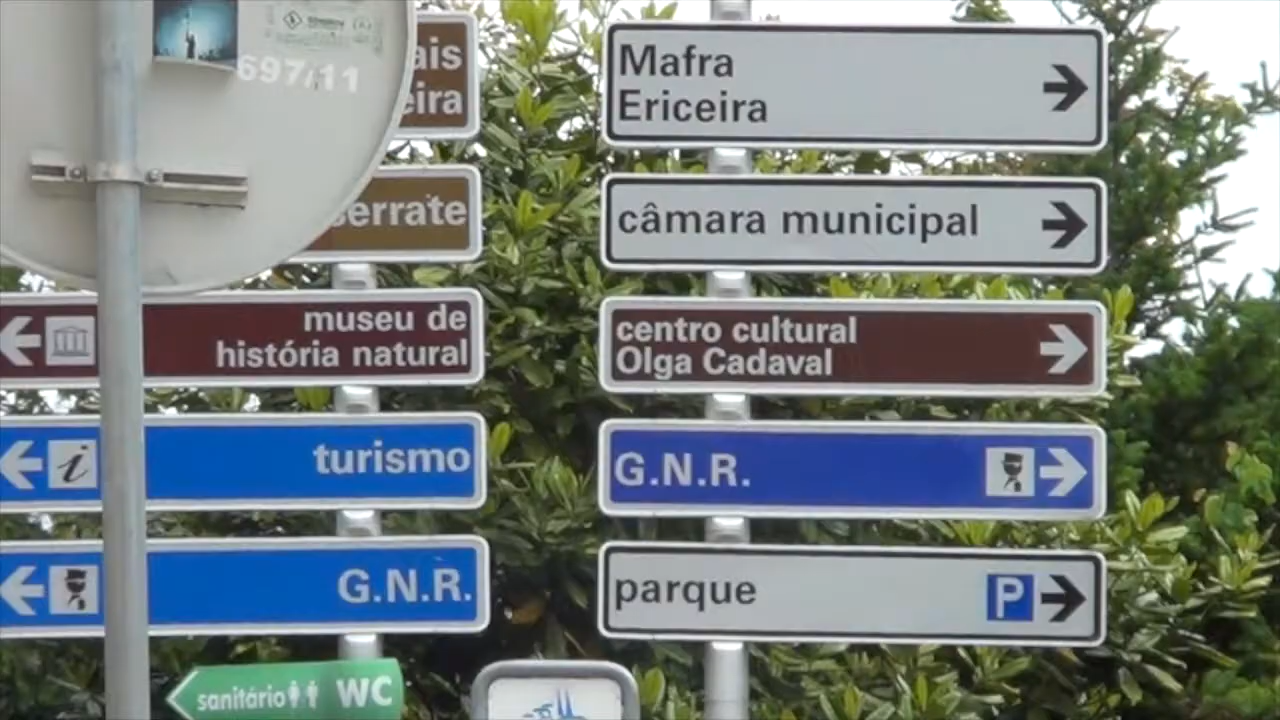 697/11
museu de
história natural
i
turismo
G.N.R.
sanitário WC
Mafra
Ericeira
câmara municipal
centro cultural
Olga Cadaval
G.N.R.
parque P